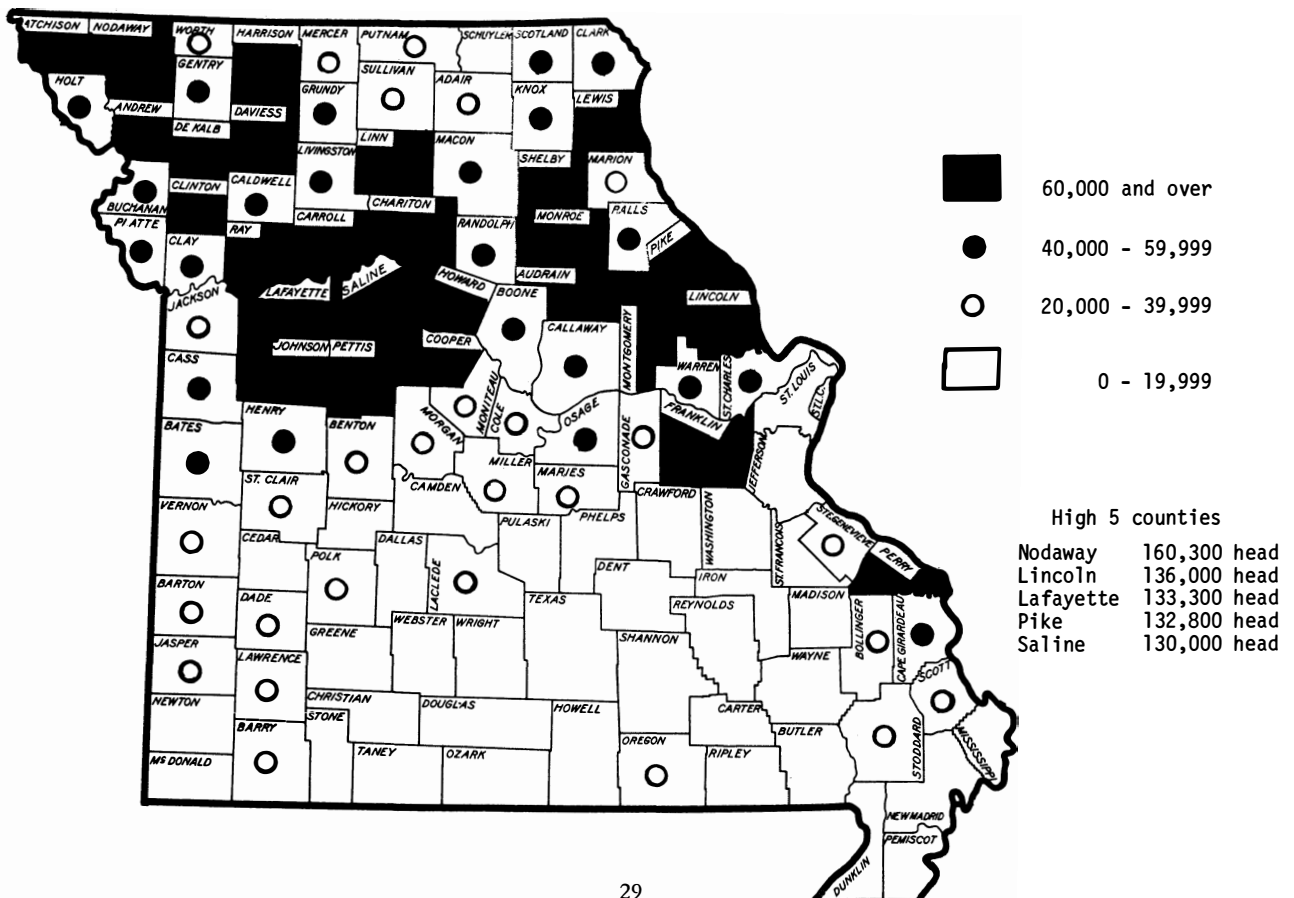 ATCHISON NODAWAY WORTH HARRISON MERCER PUTNAM SCHUYLER SCOTLAND CLARK
GENTRY SULLIVAN ADAIR
HOLT GRUNDY KNOX LEWIS
ANDREW DAVIESS
DE KALB LINN MACON
LIVINGSTON SHELBY MARION
BUCHANAN CLINTON CALDWELL CHARITON RALLS
PLATTE CARROLL MONROE
CLAY RAY RANDOLPH PIKE
AUDRAIN
JACKSON LAFAYETTE SALINE HOWARD BOONE LINCOLN
CALLAWAY MONTGOMERY
JOHNSON PETTIS COOPER
CASS WARREN ST. CHARLES ST. LOUIS
MONITEAU ST.L.C.
HENRY COLE OSAGE FRANKLIN
BATES BENTON MORGAN GASCONADE JEFFERSON
MILLER
ST. CLAIR MARIES
CAMDEN CRAWFORD
VERNON HICKORY WASHINGTON
PULASKI PHELPS STE GENEVIEVE
CEDAR DALLAS ST. FRANCOIS PERRY
POLK
LACLEDE DENT IRON
BARTON DADE TEXAS REYNOLDS MADISON
WEBSTER WRIGHT BOLLINGER CAPE GIRARDEAU
JASPER GREENE SHANNON
LAWRENCE WAYNE SCOTT
NEWTON CHRISTIAN DOUGLAS HOWELL CARTER
STONE BUTLER STODDARD MISSISSIPPI
BARRY OREGON
McDONALD TANEY OZARK RIPLEY
NEW MADRID
PEMISCOT
DUNKLIN
60,000 and over
40,000 - 59,999
20,000 - 39,999
0 - 19,999
High 5 counties
Nodaway 160,300 head
Lincoln 136,000 head
Lafayette 133,300 head
Pike 132,800 head
Saline 130,000 head
29